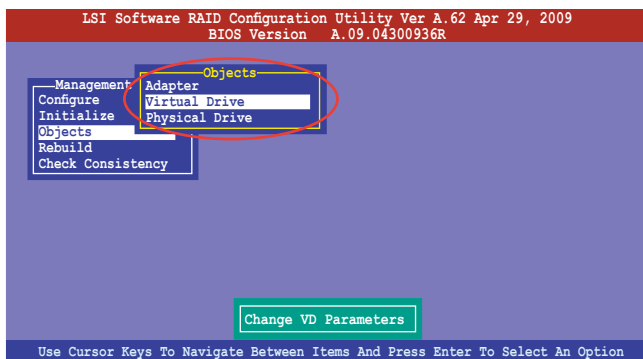 LSI Software RAID Configuration Utility Ver A.62 Apr 29, 2009
BIOS Version A.09.04300936R
Management
Configure
Initialize
Objects
Rebuild
Check Consistency
Objects
Adapter
Virtual Drive
Physical Drive
Change VD Parameters
Use Cursor Keys To Navigate Between Items And Press Enter To Select An Option